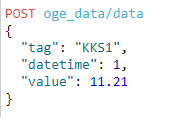 POST oge_data/data
{
  "tag": "KKS1",
  "datetime": 1,
  "value": 11.21
}